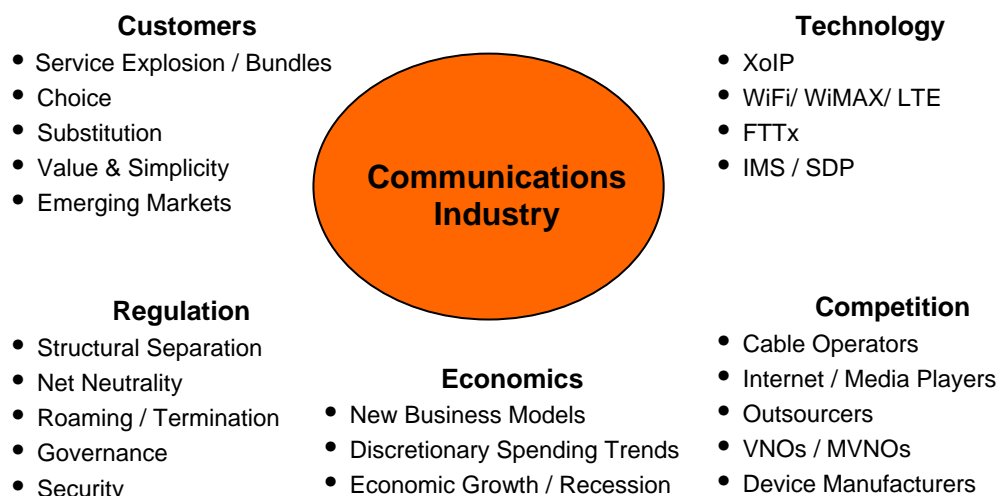 Customers
• Service Explosion / Bundles
• Choice
• Substitution
• Value & Simplicity
• Emerging Markets
Technology
• XoIP
• WiFi/ WiMAX/ LTE
• FTTx
• IMS / SDP
Communications
Industry
Regulation
• Structural Separation
• Net Neutrality
• Roaming / Termination
• Governance
• Security
Economics
• New Business Models
• Discretionary Spending Trends
• Economic Growth / Recession
Competition
• Cable Operators
• Internet / Media Players
• Outsourcers
• VNOs / MVNOs
• Device Manufacturers